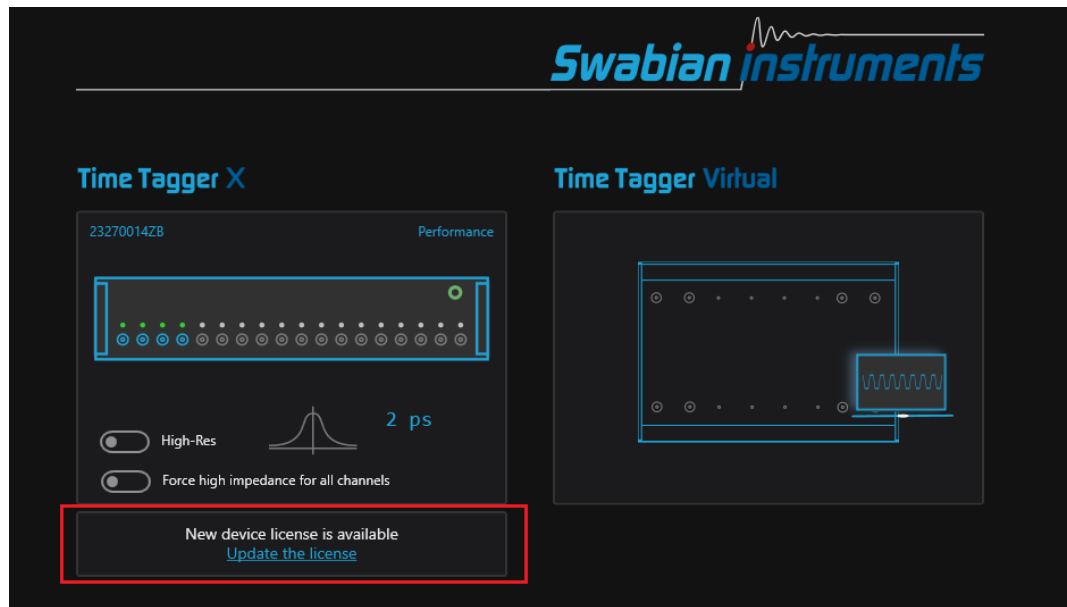 Swabian instruments
Time Tagger X
23270014ZB
Performance
2 ps
High-Res
Force high impedance for all channels
New device license is available
Update the license
Time Tagger Virtual